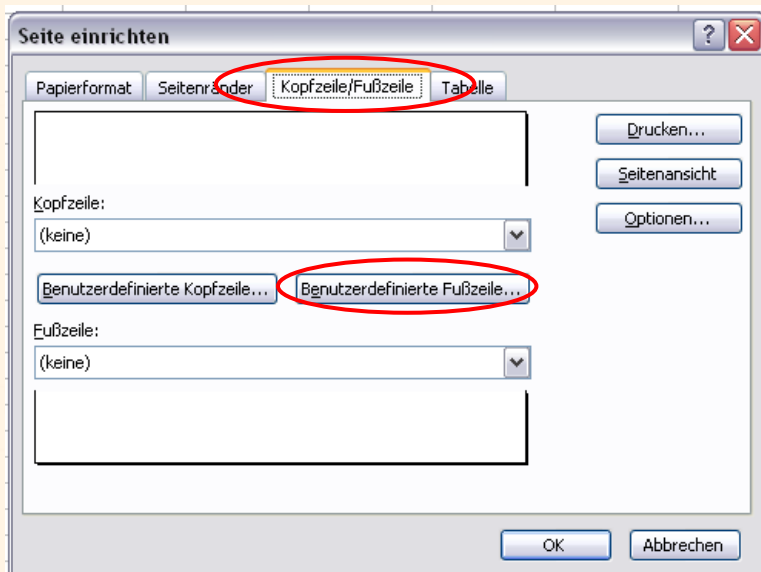 Seite einrichten
Papierformat Seitenränder Kopfzeile/Fußzeile Tabelle
Drucken...
Seitenansicht
Kopfzeile:
Optionen...
(keine)
Benutzerdefinierte Kopfzeile... Benutzerdefinierte Fußzeile...
Fußzeile:
(keine)
OK Abbrechen